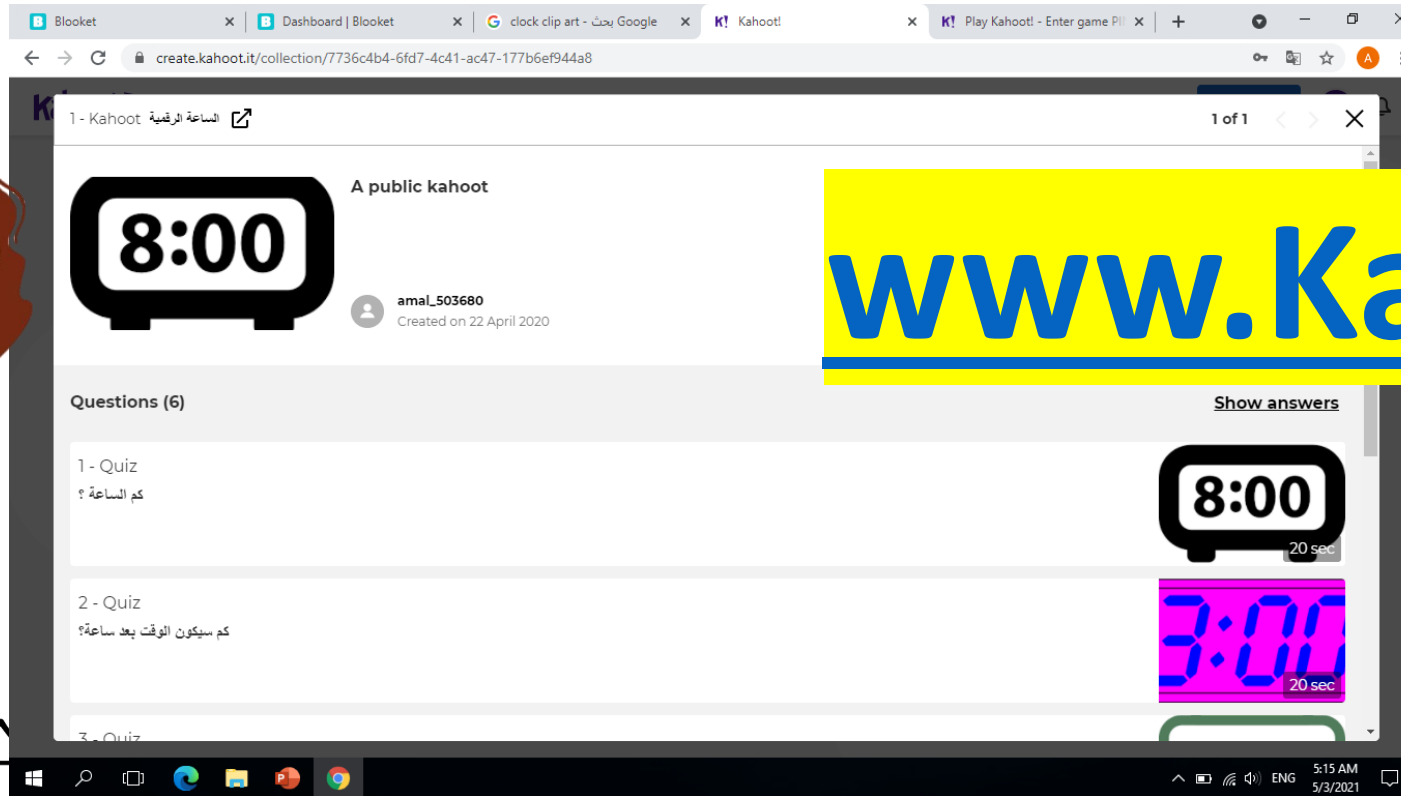 Blooket
Dashboard | Blooket
clock clip art - بحث Google
K! Kahoot!
K! Play Kahoot! - Enter game
create.kahoot.it/collection/7736c4b4-6fd7-4c41-ac47-177b6ef944a8
A
1 - Kahoot الساعة الرقمية
1 of 1
8:00
A public kahoot
www.Ka
amal_503680
Created on 22 April 2020
Questions (6)
Show answers
1 - Quiz
كم الساعة ؟
8:00
20 sec
2 - Quiz
كم سيكون الوقت بعد ساعة؟
3:00
20 sec
3 - Quiz
ENG
5:15 AM
5/3/2021